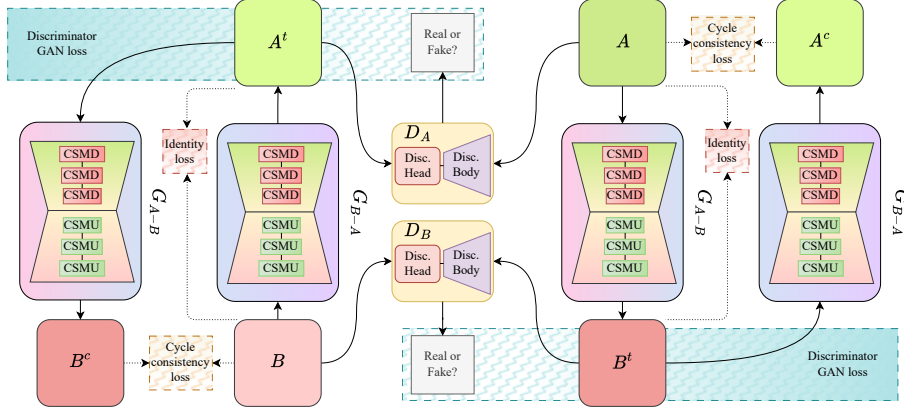 Discriminator
GAN loss
A^t
Real or
Fake?
A
Cycle
consistency
loss
A^c
CSMD
CSMD
CSMD
CSMU
CSMU
CSMU
G_{A-B}
Identity
loss
CSMD
CSMD
CSMD
CSMU
CSMU
CSMU
G_{B-A}
D_A
Disc.
Head
Disc.
Body
D_B
Disc.
Head
Disc.
Body
CSMD
CSMD
CSMD
CSMU
CSMU
CSMU
G_{A-B}
Identity
loss
CSMD
CSMD
CSMD
CSMU
CSMU
CSMU
G_{B-A}
B^c
Cycle
consistency
loss
B
Real or
Fake?
B^t
Discriminator
GAN loss